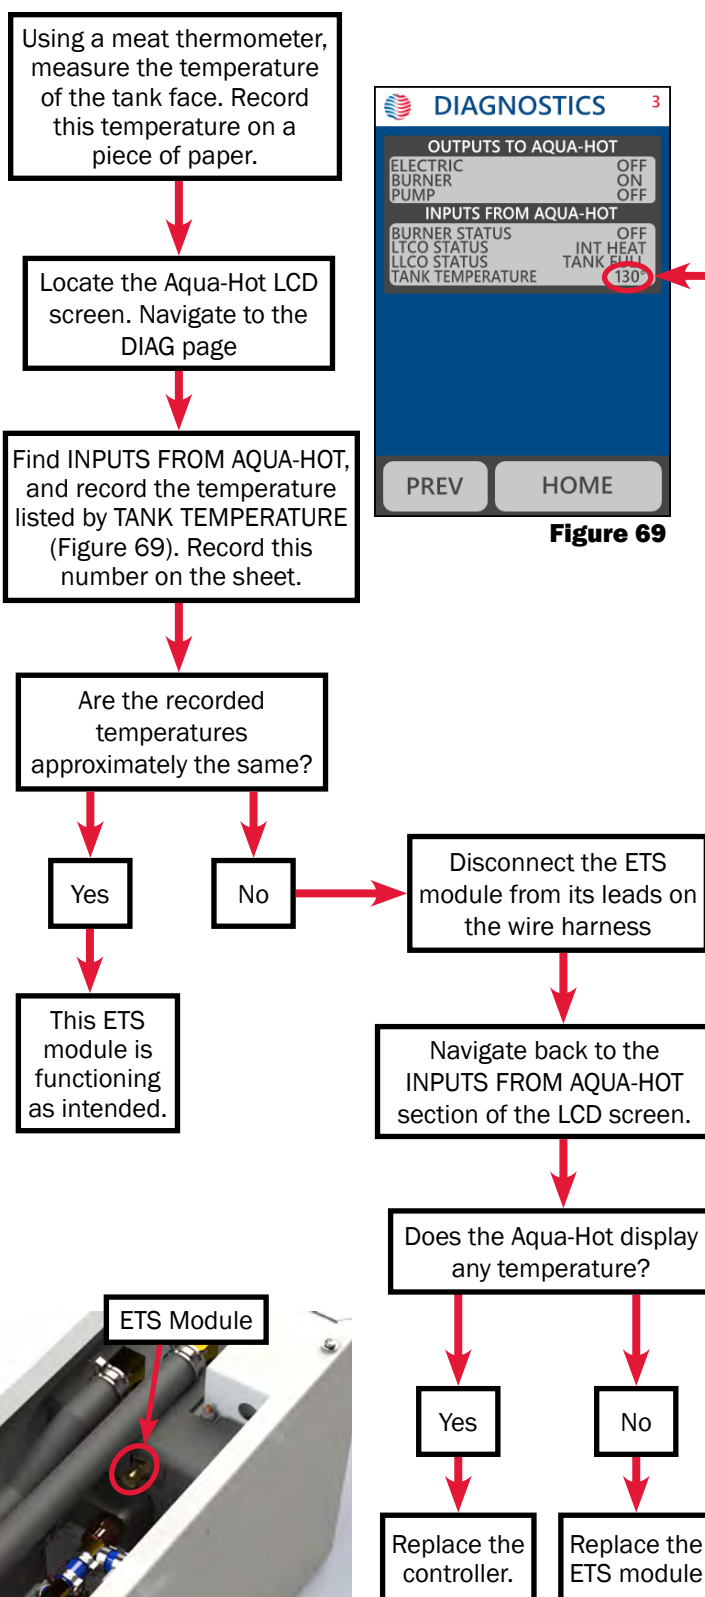 Using a meat thermometer,
measure the temperature
of the tank face. Record
this temperature on a
piece of paper.
Locate the Aqua-Hot LCD
screen. Navigate to the
DIAG page
Find INPUTS FROM AQUA-HOT,
and record the temperature
listed by TANK TEMPERATURE
(Figure 69). Record this
number on the sheet.
DIAGNOSTICS 3
OUTPUTS TO AQUA-HOT
ELECTRIC OFF
BURNER ON
PUMP OFF
INPUTS FROM AQUA-HOT
BURNER STATUS OFF
LTCO STATUS INT HEAT
LLCO STATUS TANK FULL
TANK TEMPERATURE 130°
PREV HOME
Figure 69
Are the recorded
temperatures
approximately the same?
Yes
No
This ETS
module is
functioning
as intended.
Disconnect the ETS
module from its leads on
the wire harness
Navigate back to the
INPUTS FROM AQUA-HOT
section of the LCD screen.
Does the Aqua-Hot display
any temperature?
Yes
No
Replace the
controller.
Replace the
ETS module
ETS Module